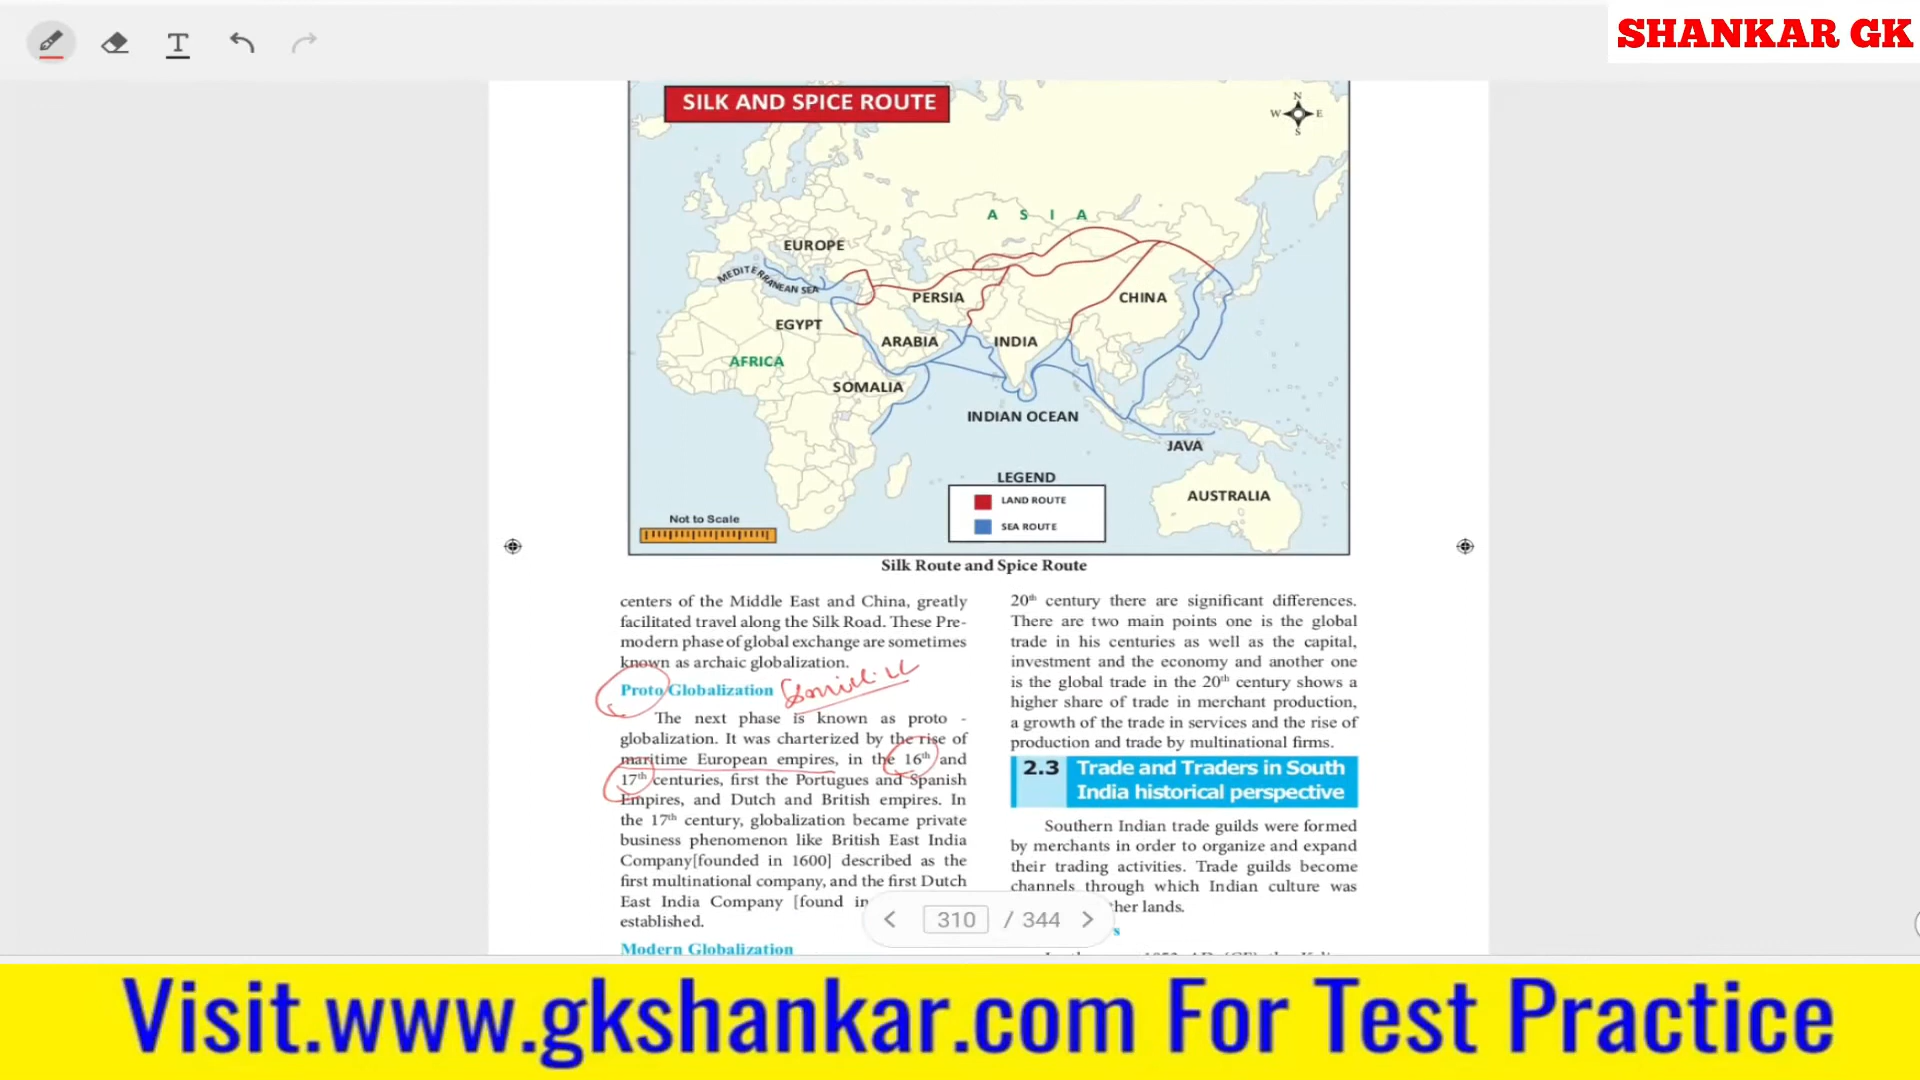 SHANKAR GK
SILK AND SPICE ROUTE
N
W E
S
A S I A
EUROPE
MEDITERRANEAN SEA
PERSIA
CHINA
EGYPT
ARABIA
INDIA
AFRICA
SOMALIA
INDIAN OCEAN
JAVA
LEGEND
AUSTRALIA
LAND ROUTE
Not to Scale
SEA ROUTE
Silk Route and Spice Route
centers of the Middle East and China, greatly
facilitated travel along the Silk Road. These Pre-
modern phase of global exchange are sometimes
known as archaic globalization.
Proto Globalization
The next phase is known as proto -
globalization. It was charterized by the rise of
maritime European empires, in the 16th and
17th centuries, first the Portugues and Spanish
Empires, and Dutch and British empires. In
the 17th century, globalization became private
business phenomenon like British East India
Company[founded in 1600] described as the
first multinational company, and the first Dutch
East India Company [found in
established.
Modern Globalization
20th century there are significant differences.
There are two main points one is the global
trade in his centuries as well as the capital,
investment and the economy and another one
is the global trade in the 20th century shows a
higher share of trade in merchant production,
a growth of the trade in services and the rise of
production and trade by multinational firms.
2.3 Trade and Traders in South
India historical perspective
Southern Indian trade guilds were formed
by merchants in order to organize and expand
their trading activities. Trade guilds become
channels through which Indian culture was
her lands.
310 / 344
Visit.www.gkshankar.com For Test Practice